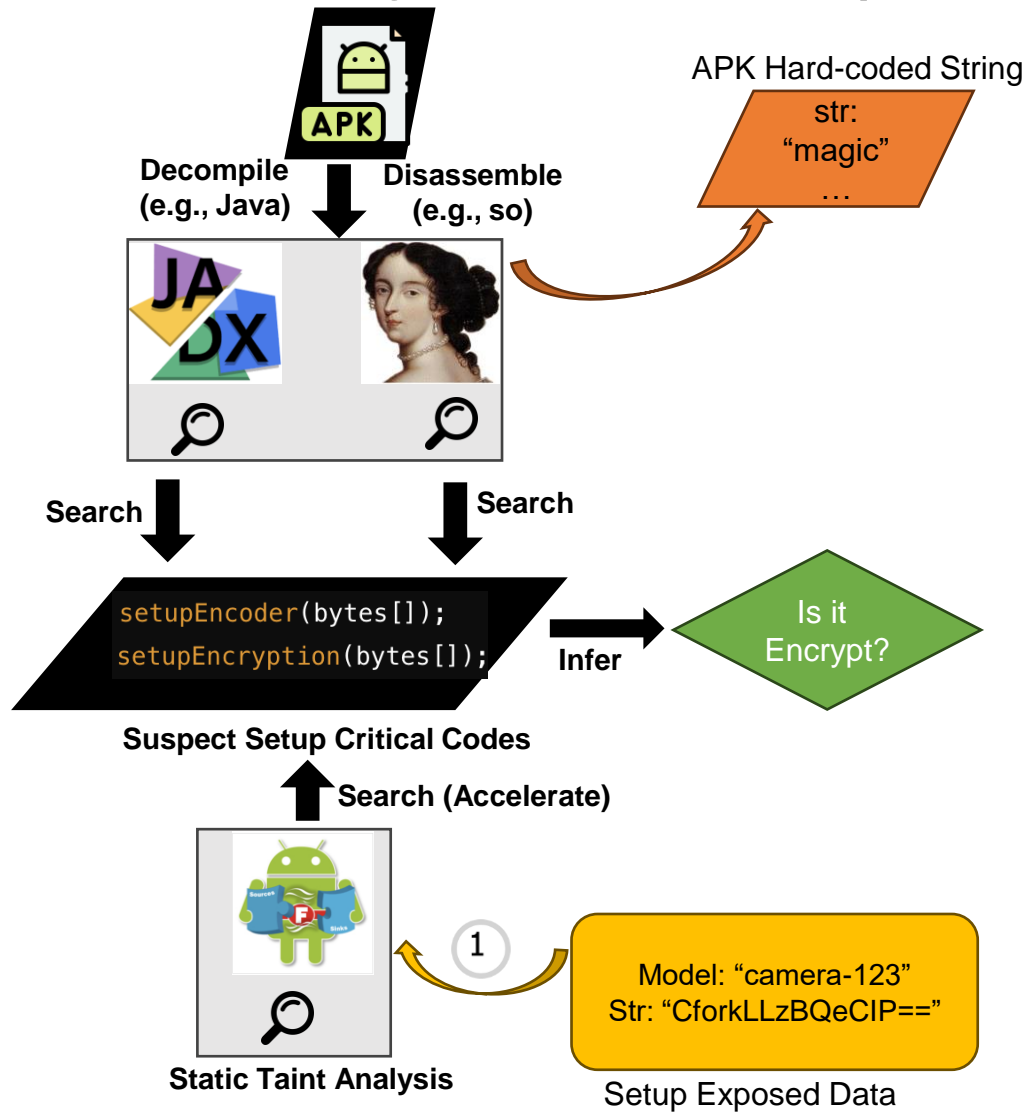 APK
APK Hard-coded String
str:
“magic”
…
Decompile
(e.g., Java)
Disassemble
(e.g., so)
JA
DX
Search
Search
setupEncoder(bytes[]);
setupEncryption(bytes[]);
Infer
Is it
Encrypt?
Suspect Setup Critical Codes
Search (Accelerate)
Sources
F
Sinks
1
Model: “camera-123”
Str: “CforkLLzBQeCIP==”
Static Taint Analysis
Setup Exposed Data